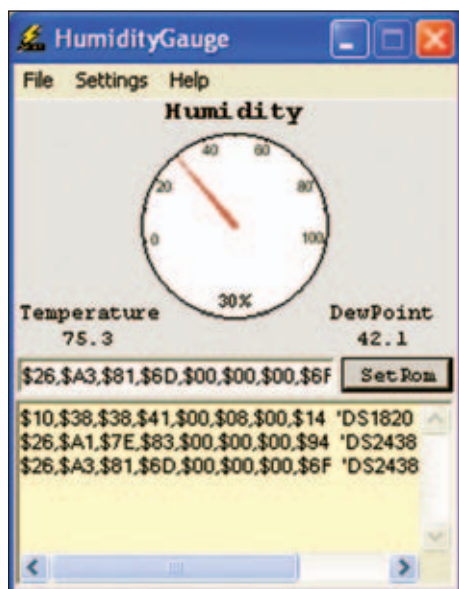 HumidityGauge
File Settings Help
Humidity
40 60
20 80
0 100
30%
Temperature DewPoint
75.3 42.1
$26,$A3,$81,$6D,$00,$00,$00,$6F SetRom
$10,$38,$38,$41,$00,$08,$00,$14 'DS1820
$26,$A1,$7E,$83,$00,$00,$00,$94 'DS2438
$26,$A3,$81,$6D,$00,$00,$00,$6F 'DS2438